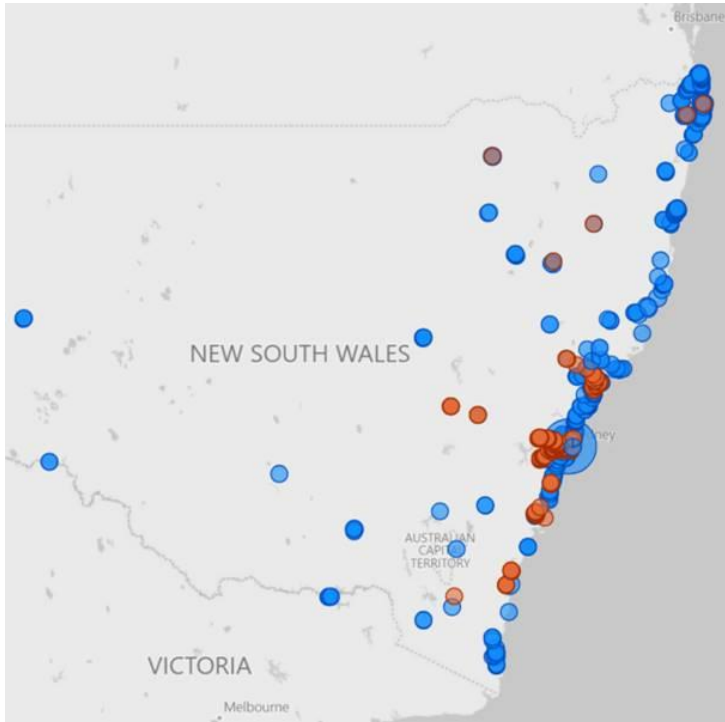 Brisbane
NEW SOUTH WALES
AUSTRALIAN
CAPITAL
TERRITORY
VICTORIA
Melbourne